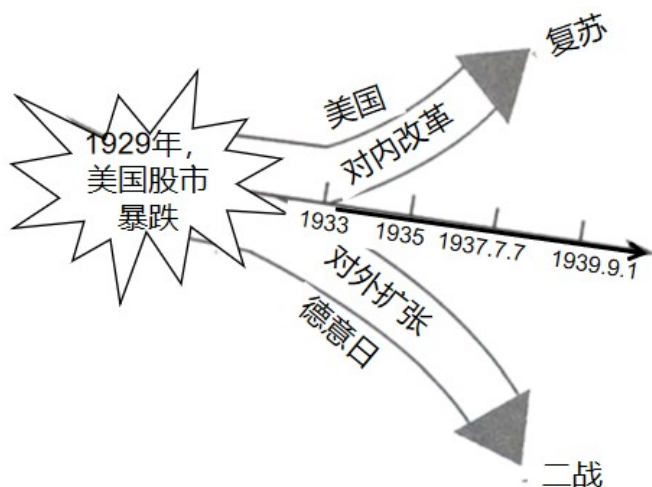 1929年，
美国股市
暴跌
美国
对内改革
复苏
1933
1935
1937.7.7
1939.9.1
对外扩张
德意日
二战